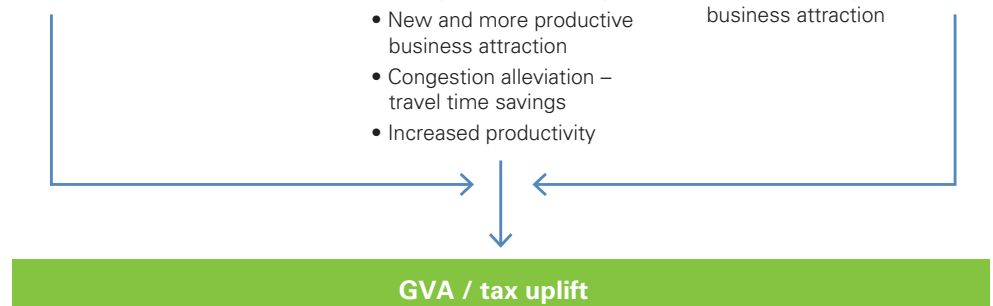 • New and more productive
business attraction
• Congestion alleviation –
travel time savings
• Increased productivity
business attraction
GVA / tax uplift